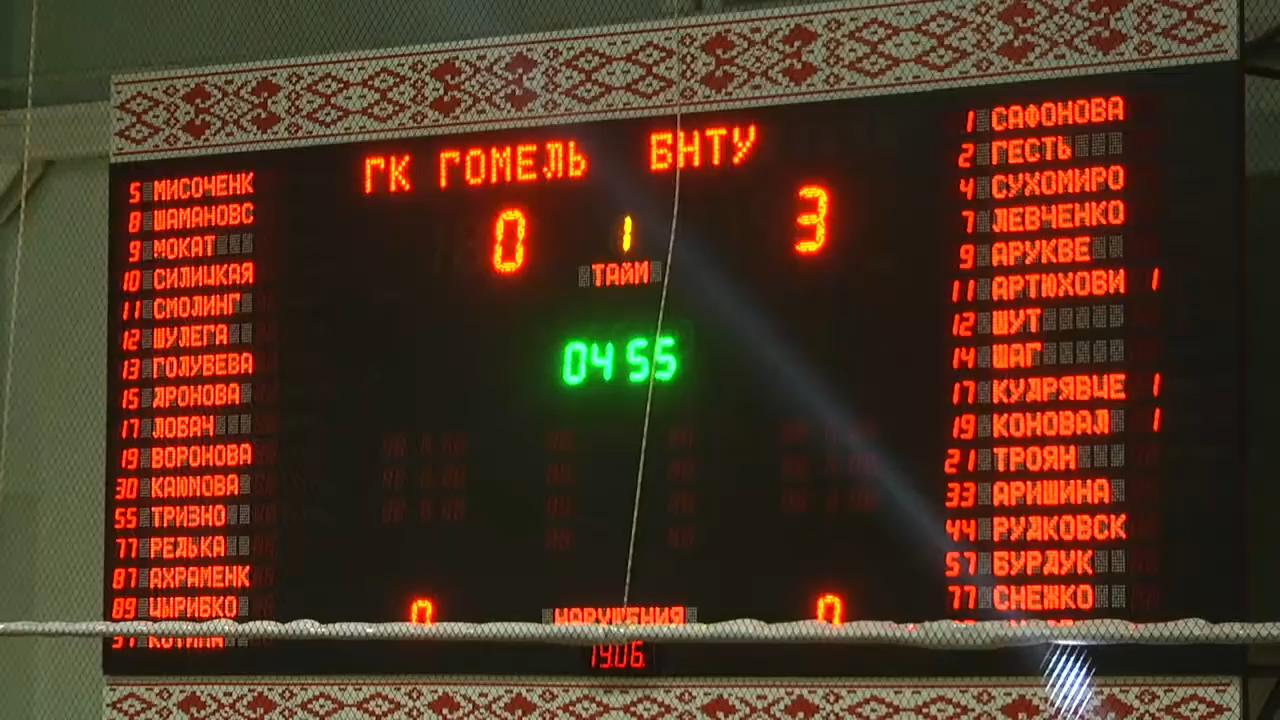 ГК ГОМЕЛЬ БНТУ
0 1 3
ТАЙМ
04 55
5 МИСОЧЕНК
8 ШАМАНОВС
9 МОКАТ
10 СИЛИЦКАЯ
11 СМОЛИНГ
12 ШУЛЕГА
13 ГОЛУБЕВА
15 ДРОНОВА
17 ЛОБАЧ
19 ВОРОНОВА
30 КАЮМОВА
55 ТРИЗНО
77 РЕДЬКА
87 АХРАМЕНК
89 ЦЫРИБКО
1 САФОНОВА
2 ГЕСТЬ
4 СУХОМИРО
7 ЛЕВЧЕНКО
9 АРУКВЕ
11 АРТЮХОВИ 1
12 ШУТ
14 ШАГ
17 КУДРЯВЦЕ 1
19 КОНОВАЛ 1
21 ТРОЯН
33 АРИШИНА
44 РУДКОВСК
57 БУРДУК
77 СНЕЖКО
0 НАРУШЕНИЯ 0
19.06.